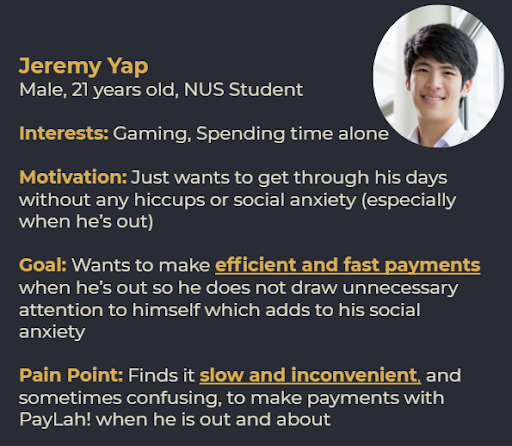 Jeremy Yap
Male, 21 years old, NUS Student
Interests: Gaming, Spending time alone
Motivation: Just wants to get through his days
without any hiccups or social anxiety (especially
when he's out)
Goal: Wants to make efficient and fast payments
when he's out so he does not draw unnecessary
attention to himself which adds to his social
anxiety
Pain Point: Finds it slow and inconvenient, and
sometimes confusing, to make payments with
PayLah! when he is out and about